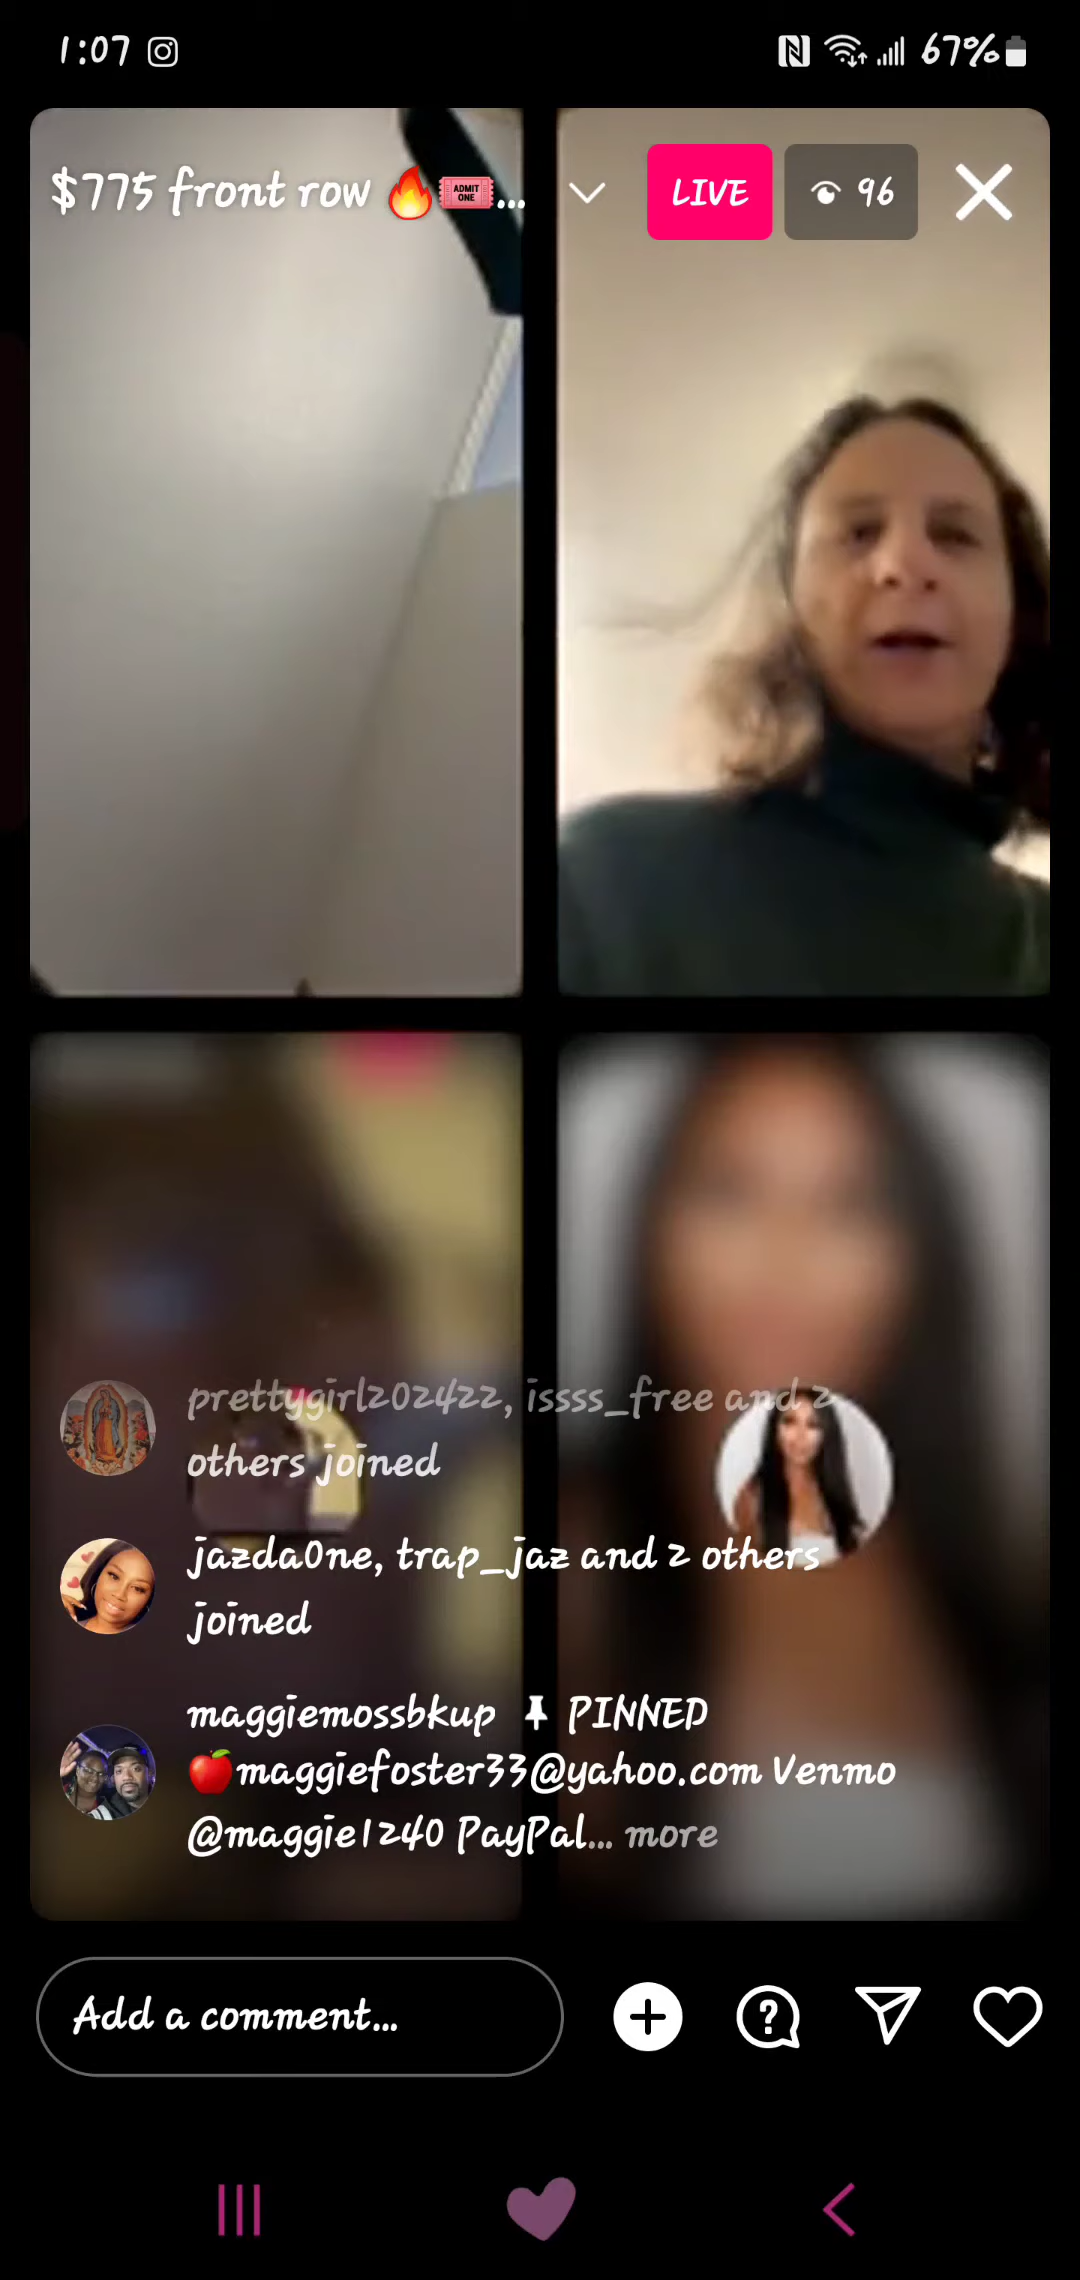 1:07 67%
$775 front row 🔥🎟️... LIVE 96
ADMIT ONE
prettygirl202422, issss_free and 2
others joined
jazda0ne, trap_jaz and 2 others
joined
maggiemossbkup 📌 PINNED
🍎maggiefoster33@yahoo.com Venmo
@maggie1240 PayPal... more
Add a comment...